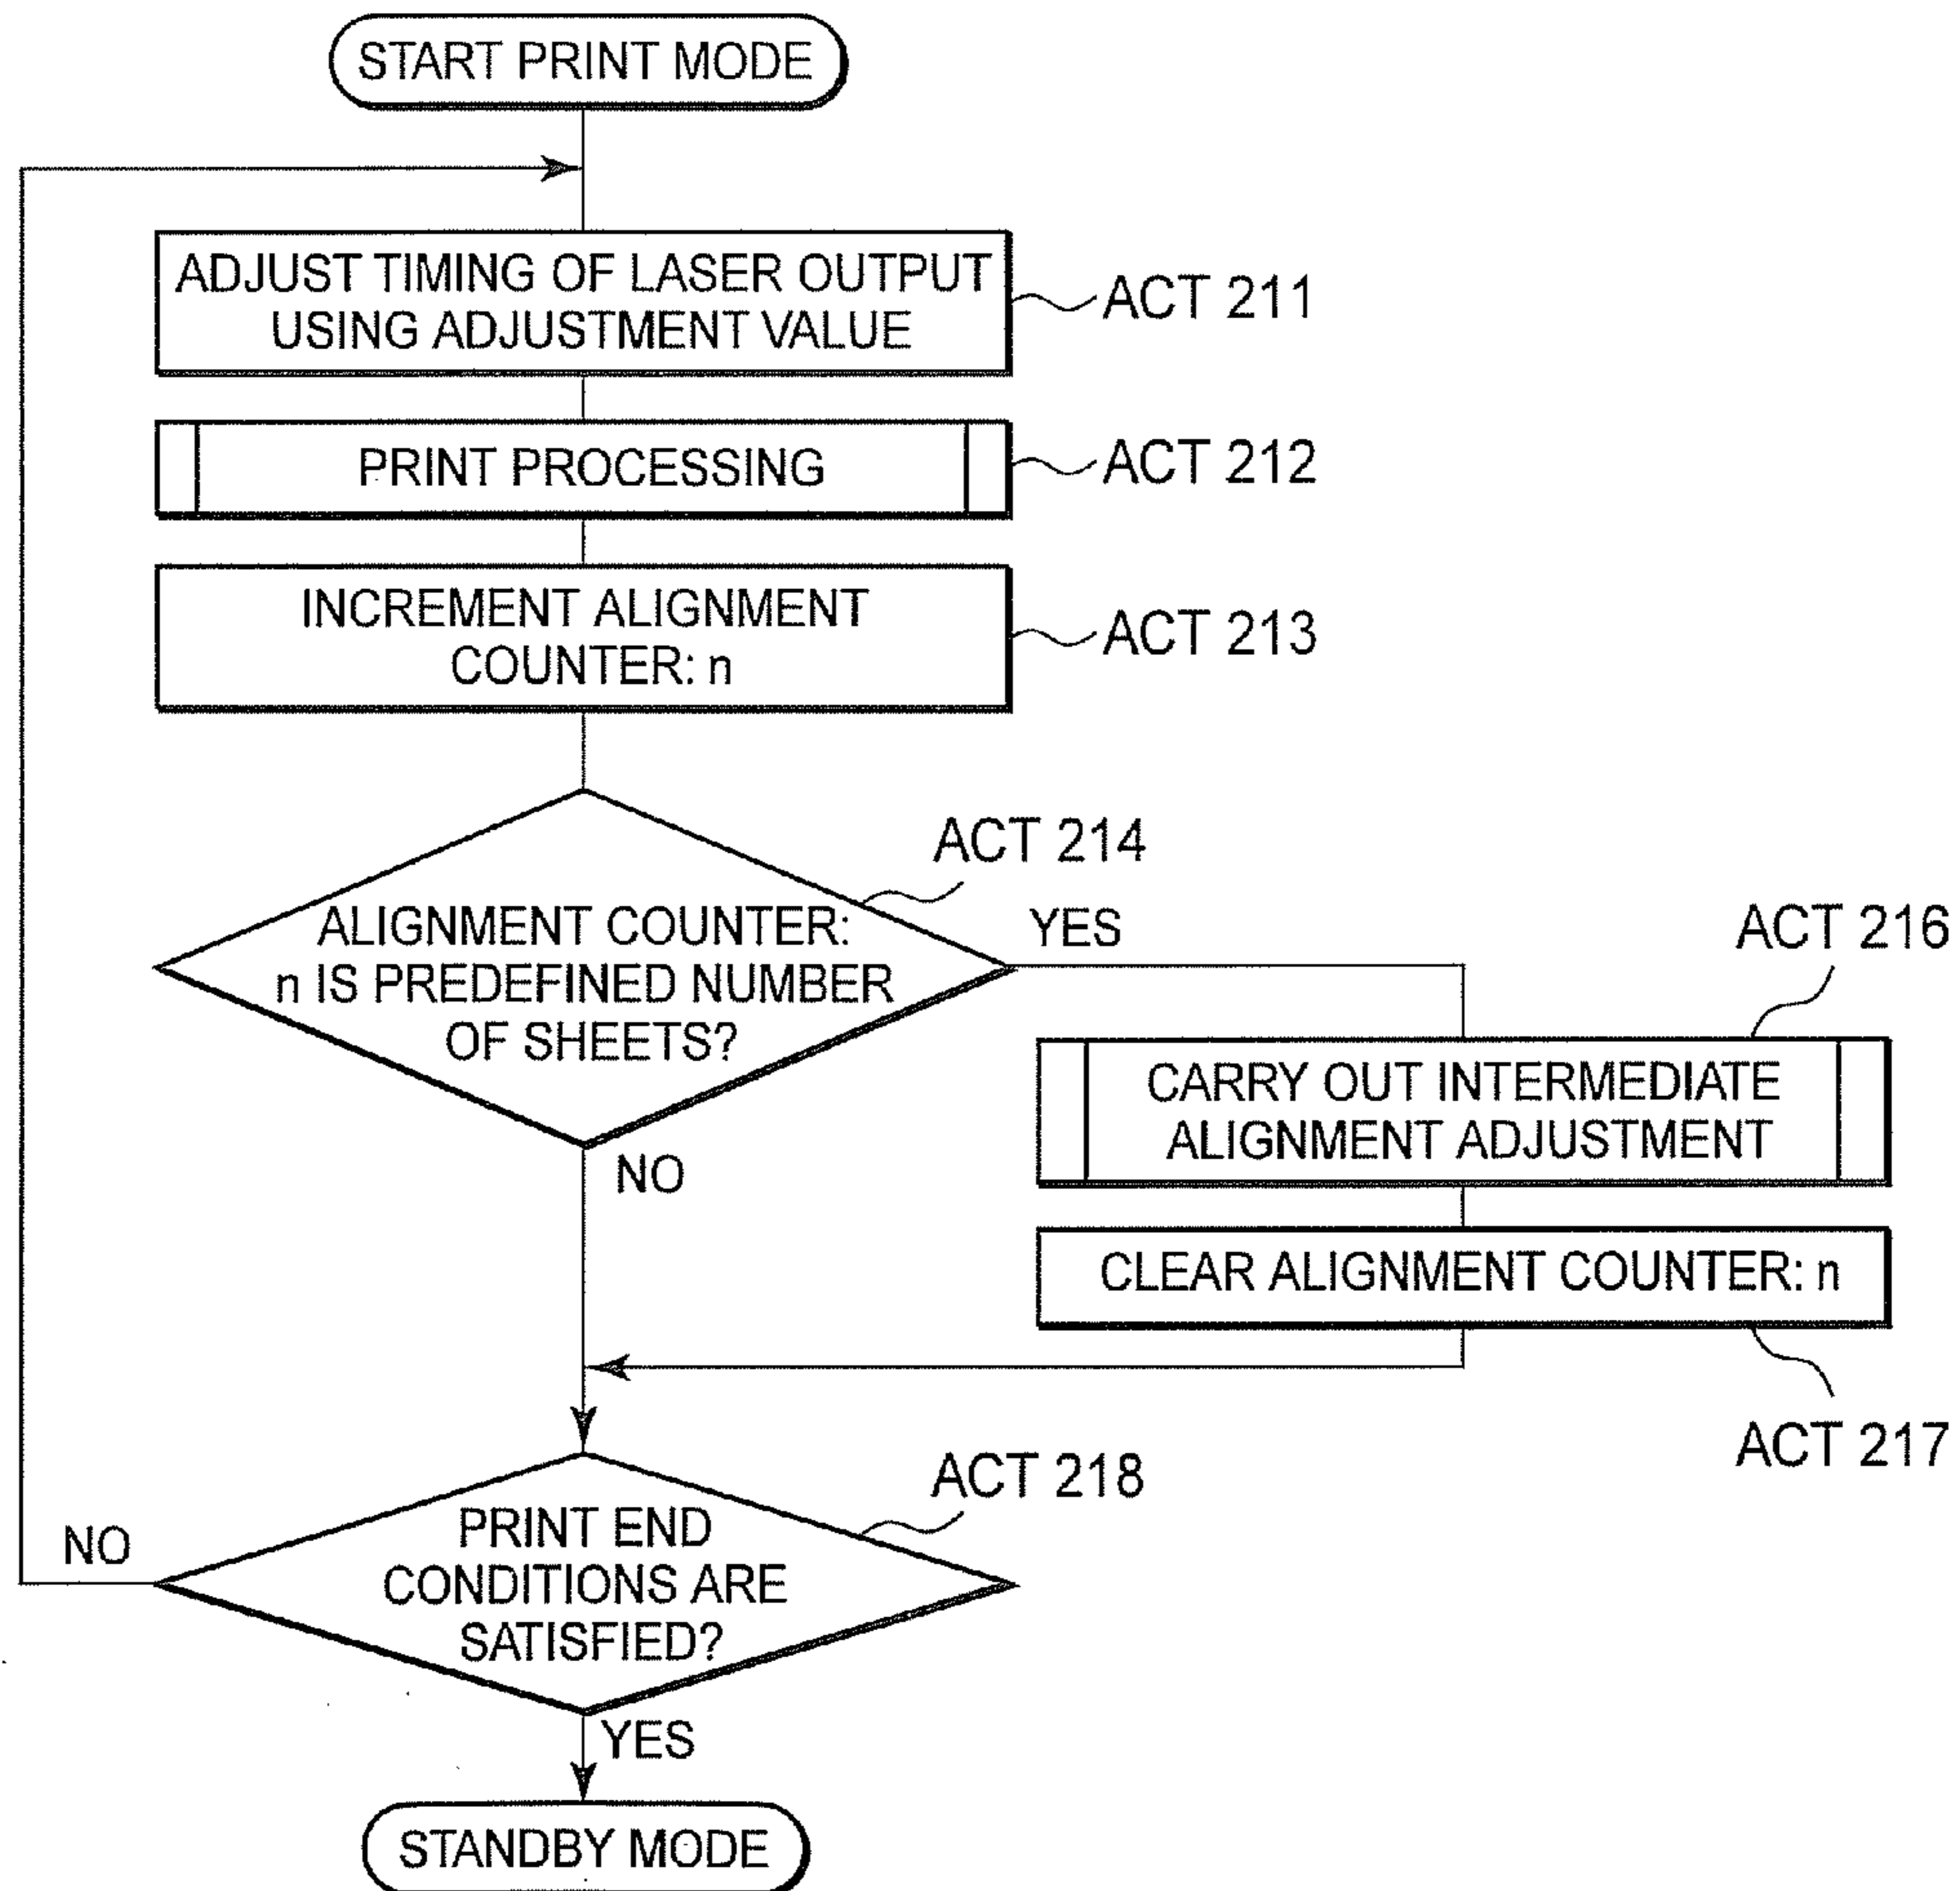 START PRINT MODE
ADJUST TIMING OF LASER OUTPUT
USING ADJUSTMENT VALUE
ACT 211
PRINT PROCESSING
ACT 212
INCREMENT ALIGNMENT
COUNTER: n
ACT 213
ACT 214
ALIGNMENT COUNTER:
n IS PREDEFINED NUMBER
OF SHEETS?
YES
NO
ACT 216
CARRY OUT INTERMEDIATE
ALIGNMENT ADJUSTMENT
CLEAR ALIGNMENT COUNTER: n
ACT 217
ACT 218
PRINT END
CONDITIONS ARE
SATISFIED?
NO
YES
STANDBY MODE